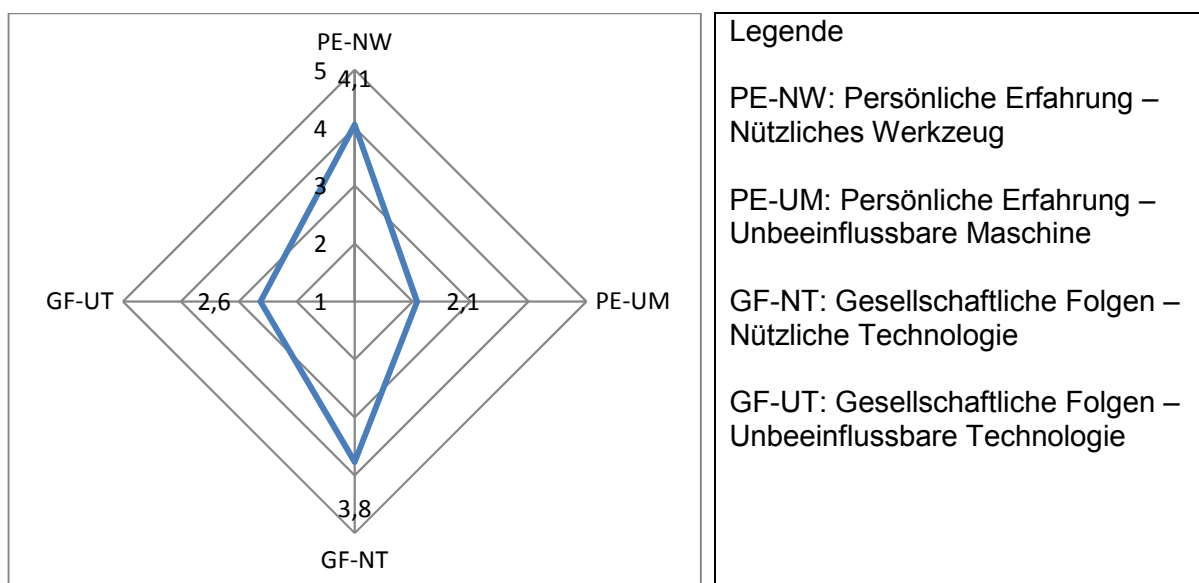 PE-NW
5
4,1
4
3
2
GF-UT
2,6
1
2,1
PE-UM
3,8
GF-NT
Legende
PE-NW: Persönliche Erfahrung –
Nützliches Werkzeug
PE-UM: Persönliche Erfahrung –
Unbeeinflussbare Maschine
GF-NT: Gesellschaftliche Folgen –
Nützliche Technologie
GF-UT: Gesellschaftliche Folgen –
Unbeeinflussbare Technologie